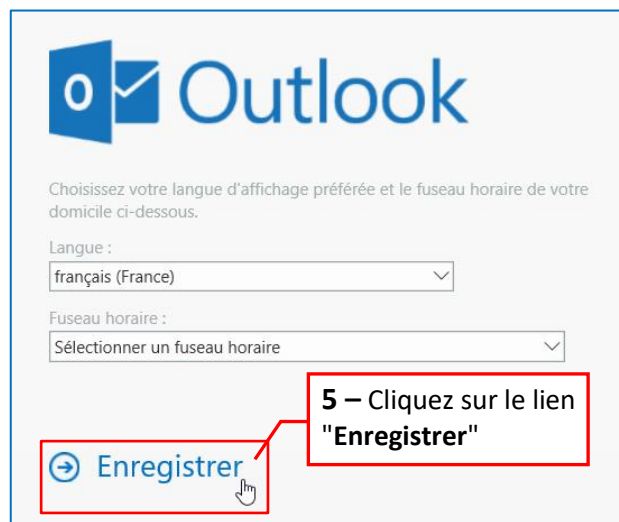 Outlook
Choisissez votre langue d'affichage préférée et le fuseau horaire de votre
domicile ci-dessous.
Langue :
français (France)
Fuseau horaire :
Sélectionner un fuseau horaire
5 – Cliquez sur le lien
"Enregistrer"
Enregistrer